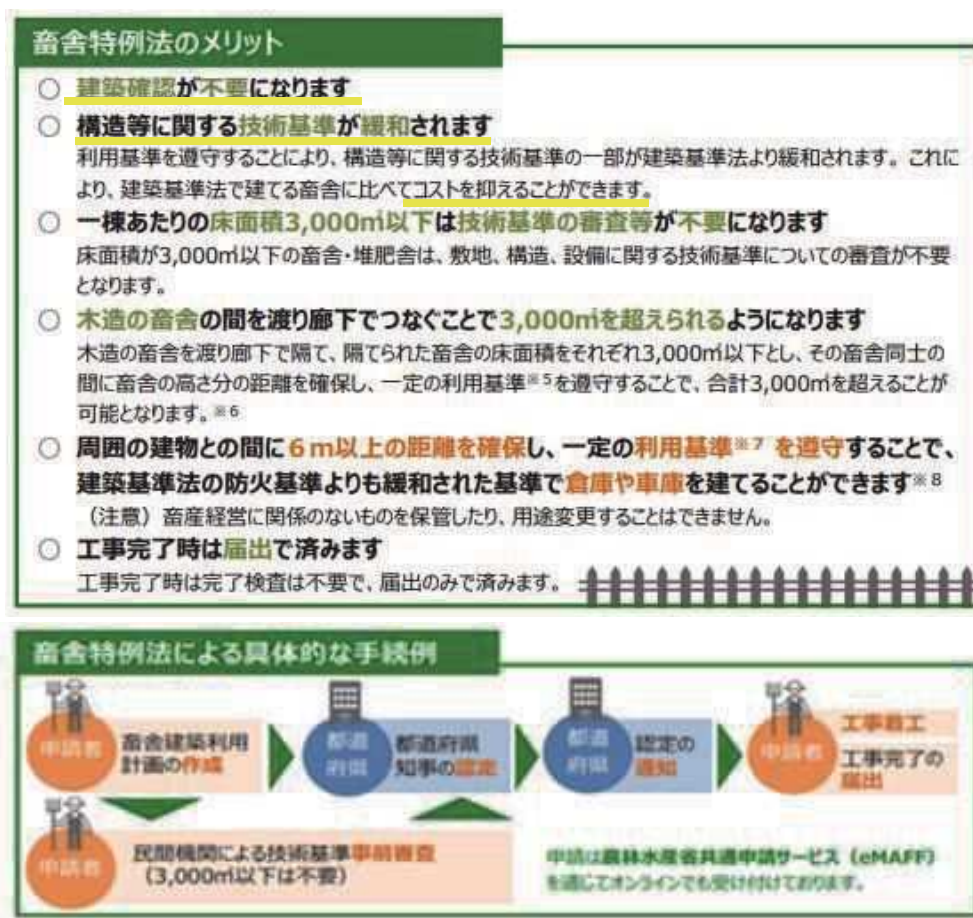 畜舎特例法のメリット
○ 建築確認が不要になります
○ 構造等に関する技術基準が緩和されます
利用基準を遵守することにより、構造等に関する技術基準の一部が建築基準法より緩和されます。これに
より、建築基準法で建てる畜舎に比べてコストを抑えることができます。
○ 一棟あたりの床面積3,000㎡以下は技術基準の審査等が不要になります
床面積が3,000㎡以下の畜舎・堆肥舎は、敷地、構造、設備に関する技術基準についての審査が不要
となります。
○ 木造の畜舎の間を渡り廊下でつなぐことで3,000㎡を超えられるようになります
木造の畜舎を渡り廊下で隔て、隔てられた畜舎の床面積をそれぞれ3,000㎡以下とし、その畜舎同士の
間に畜舎の高さ分の距離を確保し、一定の利用基準※5を遵守することで、合計3,000㎡を超えることが
可能となります。※6
○ 周囲の建物との間に6m以上の距離を確保し、一定の利用基準※7を遵守することで、
建築基準法の防火基準よりも緩和された基準で倉庫や車庫を建てることができます※8
（注意）畜産経営に関係のないものを保管したり、用途変更することはできません。
○ 工事完了時は届出で済みます
工事完了時は完了検査は不要で、届出のみで済みます。
畜舎特例法による具体的な手続例
申請者
畜舎建築利用
計画の作成
都道
府県
都道府県
知事の認定
都道
府県
認定の
通知
申請者
工事着工
工事完了の
届出
申請者
民間機関による技術基準事前審査
（3,000㎡以下は不要）
申請は農林水産省共通申請サービス（eMAFF）
を通じてオンラインでも受け付けております。